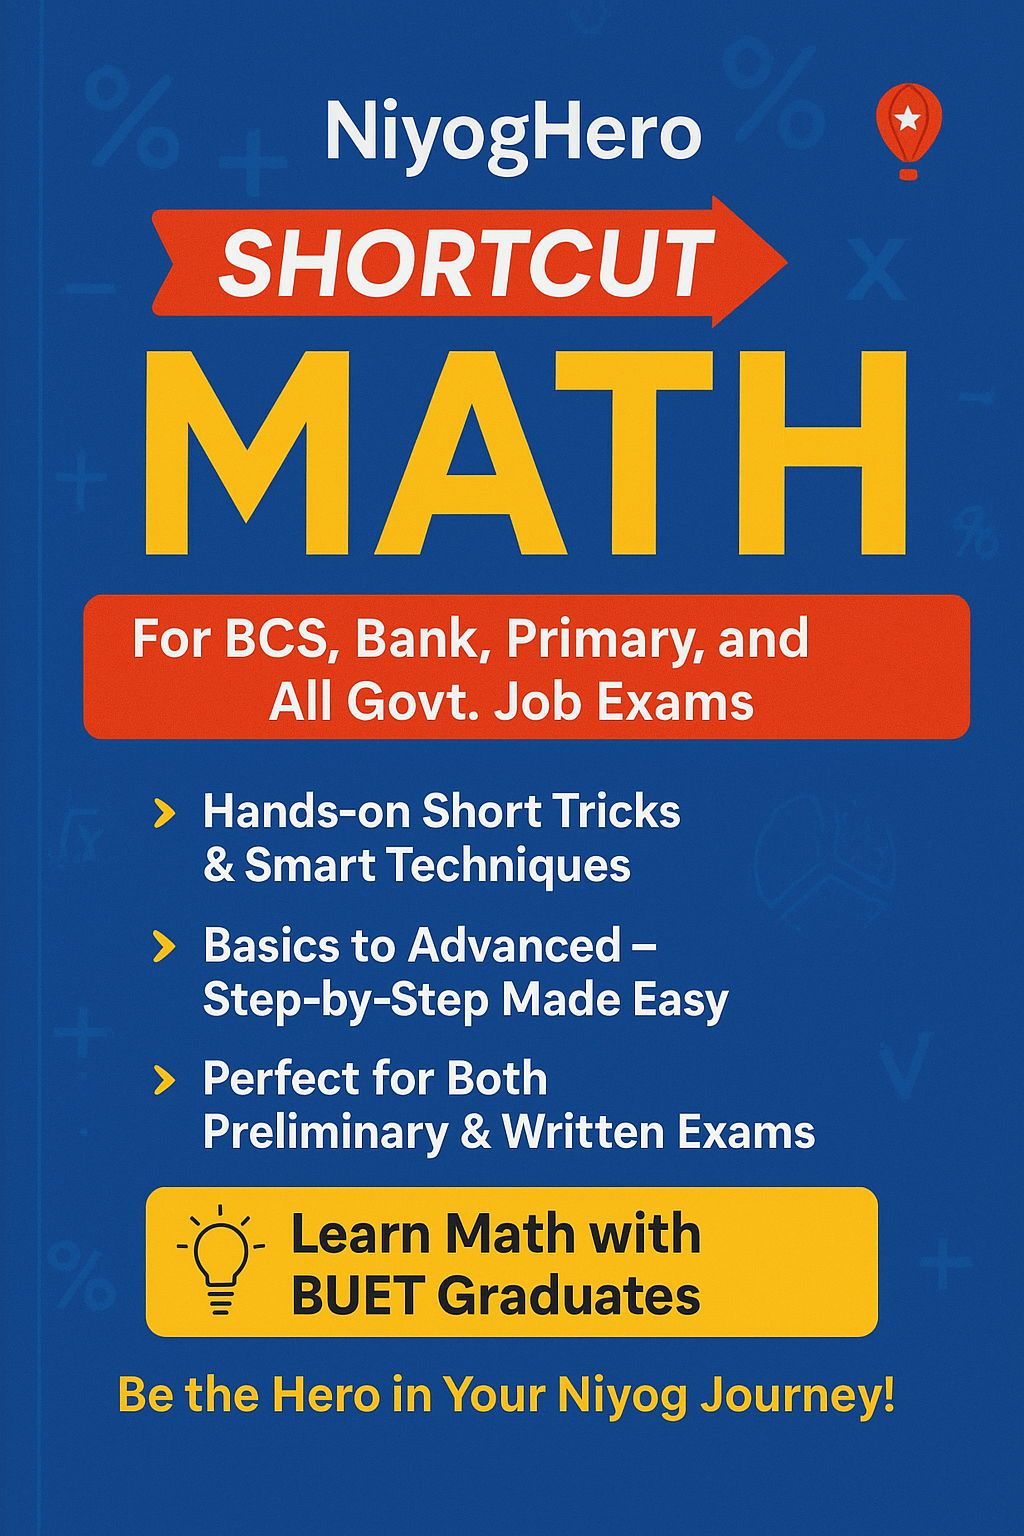 NiyogHero
SHORTCUT
MATH
For BCS, Bank, Primary, and
All Govt. Job Exams
Hands-on Short Tricks
& Smart Techniques
Basics to Advanced –
Step-by-Step Made Easy
Perfect for Both
Preliminary & Written Exams
Learn Math with
BUET Graduates
Be the Hero in Your Niyog Journey!